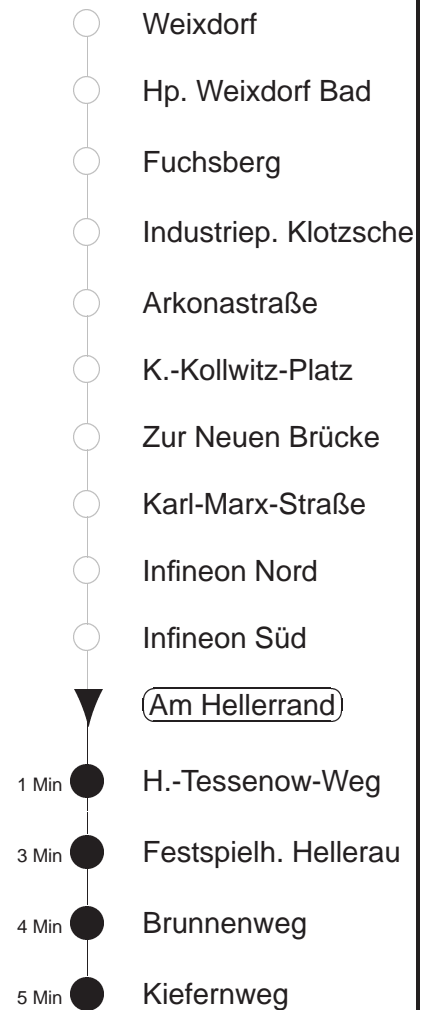 Weixdorf
Hp. Weixdorf Bad
Fuchsberg
Industriep. Klotzsche
Arkonastraße
K.-Kollwitz-Platz
Zur Neuen Brücke
Karl-Marx-Straße
Infineon Nord
Infineon Süd
Am Hellerrand
1 Min H.-Tessenow-Weg
3 Min Festspielh. Hellerau
4 Min Brunnenweg
5 Min Kiefernweg